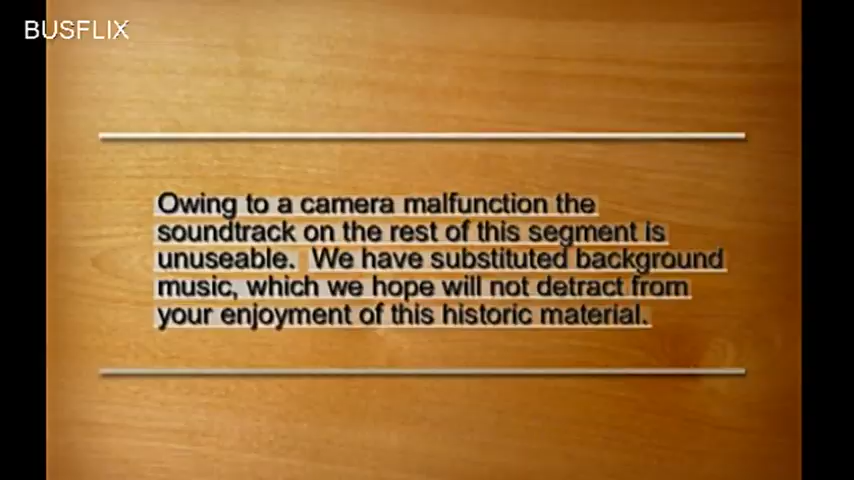 BUSFLIX
Owing to a camera malfunction the
soundtrack on the rest of this segment is
unuseable. We have substituted background
music, which we hope will not detract from
your enjoyment of this historic material.